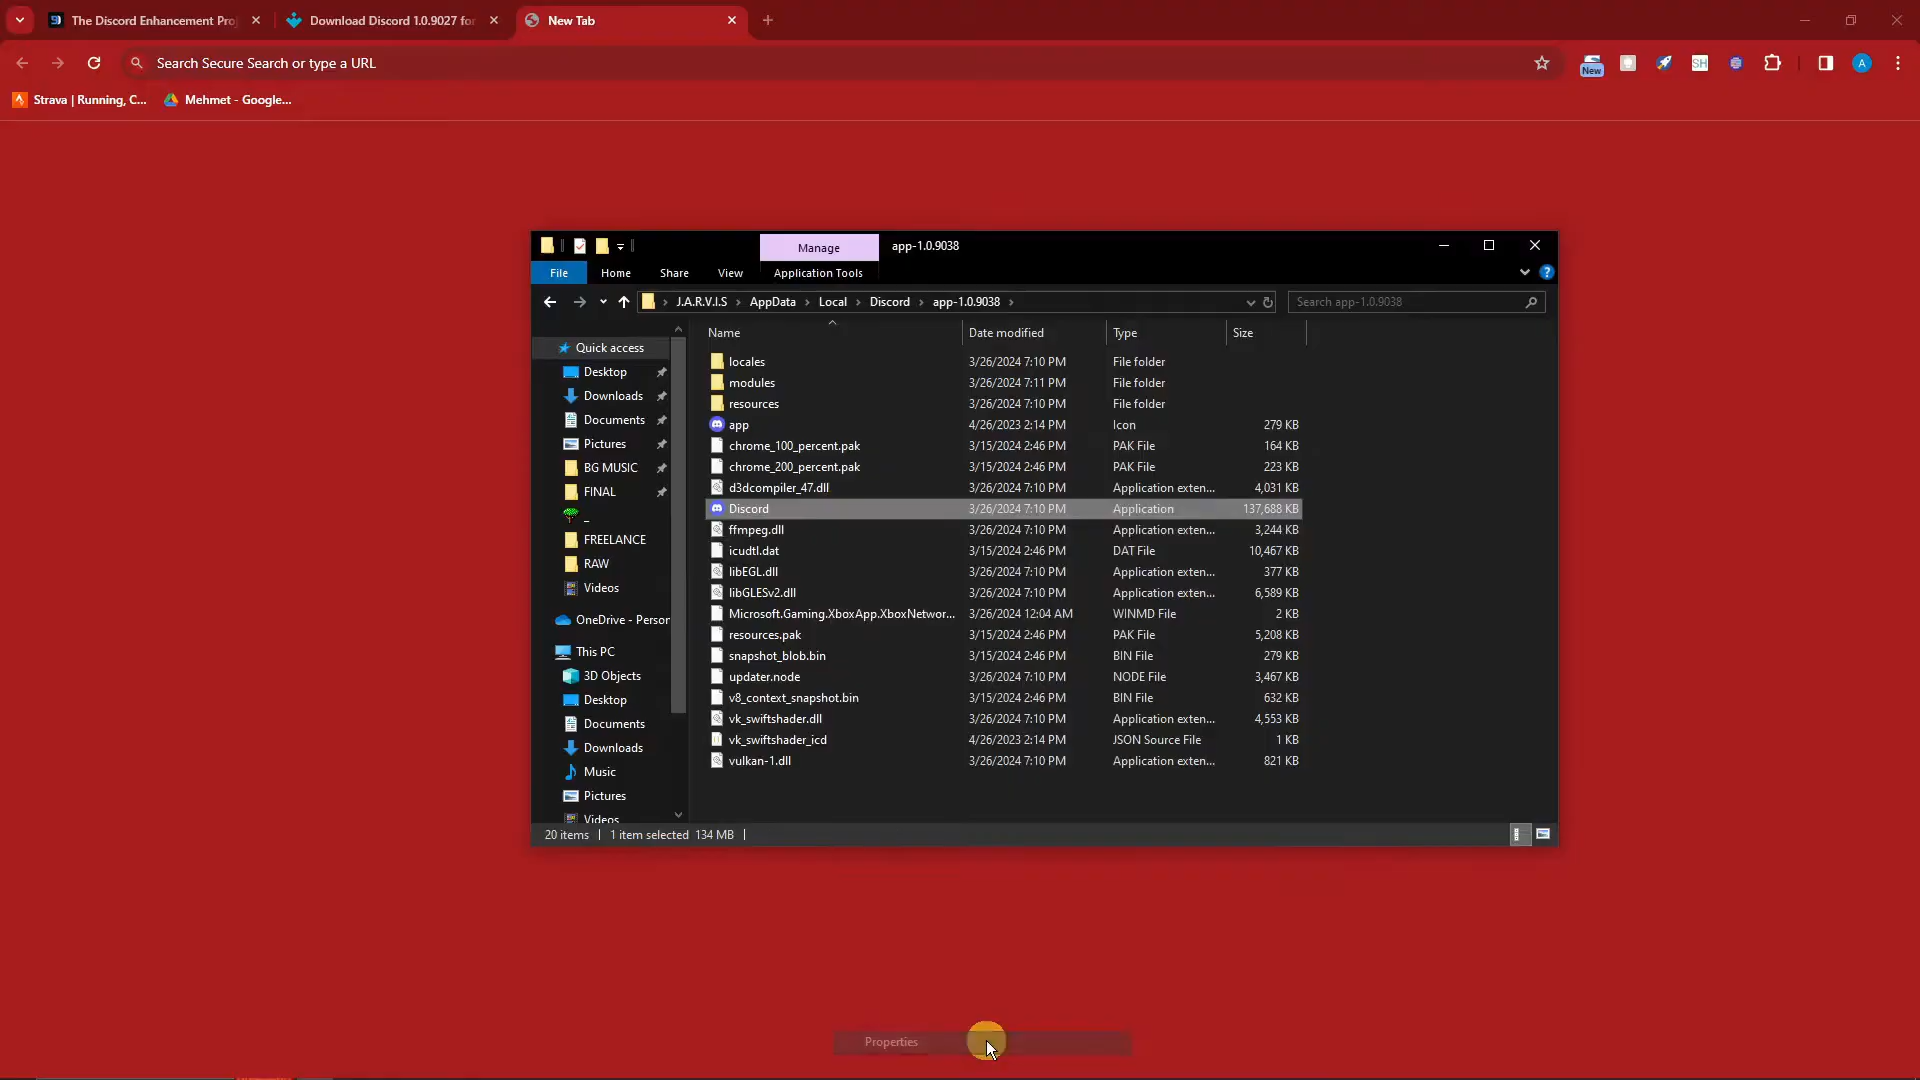 The Discord Enhancement Pro
Download Discord 1.0.9027 for
New Tab
Search Secure Search or type a URL
New
SH
A
Strava | Running, C...
Mehmet - Google...
Manage
app-1.0.9038
File
Home
Share
View
Application Tools
J.A.R.V.I.S
AppData
Local
Discord
app-1.0.9038
Search app-1.0.9038
Name
Date modified
Type
Size
Quick access
Desktop
Downloads
Documents
Pictures
BG MUSIC
FINAL
_
FREELANCE
RAW
Videos
OneDrive - Person
This PC
3D Objects
Desktop
Documents
Downloads
Music
Pictures
Videos
locales 3/26/2024 7:10 PM File folder
modules 3/26/2024 7:11 PM File folder
resources 3/26/2024 7:10 PM File folder
app 4/26/2023 2:14 PM Icon 279 KB
chrome_100_percent.pak 3/15/2024 2:46 PM PAK File 164 KB
chrome_200_percent.pak 3/15/2024 2:46 PM PAK File 223 KB
d3dcompiler_47.dll 3/26/2024 7:10 PM Application exten... 4,031 KB
Discord 3/26/2024 7:10 PM Application 137,688 KB
ffmpeg.dll 3/26/2024 7:10 PM Application exten... 3,244 KB
icudtl.dat 3/15/2024 2:46 PM DAT File 10,467 KB
libEGL.dll 3/26/2024 7:10 PM Application exten... 377 KB
libGLESv2.dll 3/26/2024 7:10 PM Application exten... 6,589 KB
Microsoft.Gaming.XboxApp.XboxNetwor... 3/26/2024 12:04 AM WINMD File 2 KB
resources.pak 3/15/2024 2:46 PM PAK File 5,208 KB
snapshot_blob.bin 3/15/2024 2:46 PM BIN File 279 KB
updater.node 3/26/2024 7:10 PM NODE File 3,467 KB
v8_context_snapshot.bin 3/15/2024 2:46 PM BIN File 632 KB
vk_swiftshader.dll 3/26/2024 7:10 PM Application exten... 4,553 KB
vk_swiftshader_icd 4/26/2023 2:14 PM JSON Source File 1 KB
vulkan-1.dll 3/26/2024 7:10 PM Application exten... 821 KB
20 items | 1 item selected 134 MB |
Properties